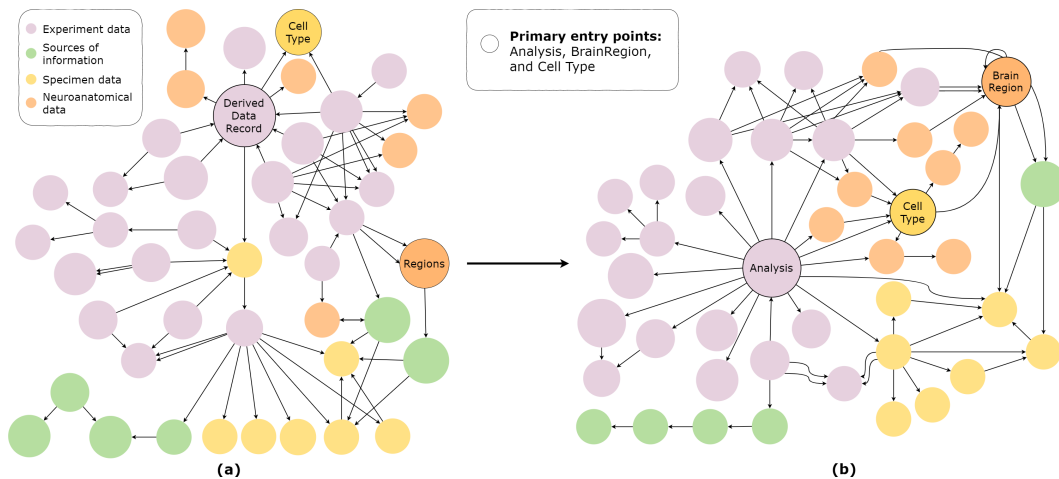 Experiment data
Sources of
information
Specimen data
Neuroanatomical
data
Cell
Type
Derived
Data
Record
Regions
(a)
Primary entry points:
Analysis, BrainRegion,
and Cell Type
Brain
Region
Cell
Type
Analysis
(b)